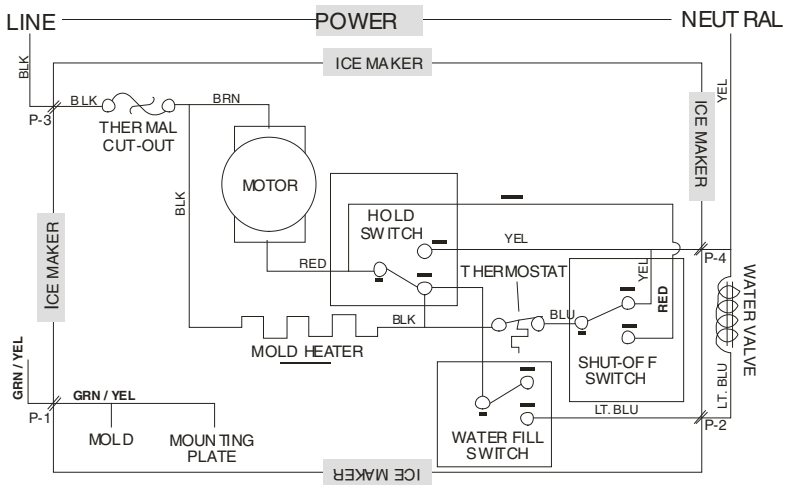 LINE
POWER
NEUTRAL
BLK
ICE MAKER
YEL
P-3
BLK
THERMAL
CUT-OUT
BRN
ICE MAKER
MOTOR
BLK
HOLD
SWITCH
YEL
P-4
ICE MAKER
RED
THERMOSTAT
YEL
RED
WATER VALVE
BLK
BLU
MOLD HEATER
SHUT-OFF
SWITCH
GRN / YEL
GRN / YEL
P-1
MOLD
MOUNTING
PLATE
WATER FILL
SWITCH
LT. BLU
LT. BLU
P-2
ICE MAKER